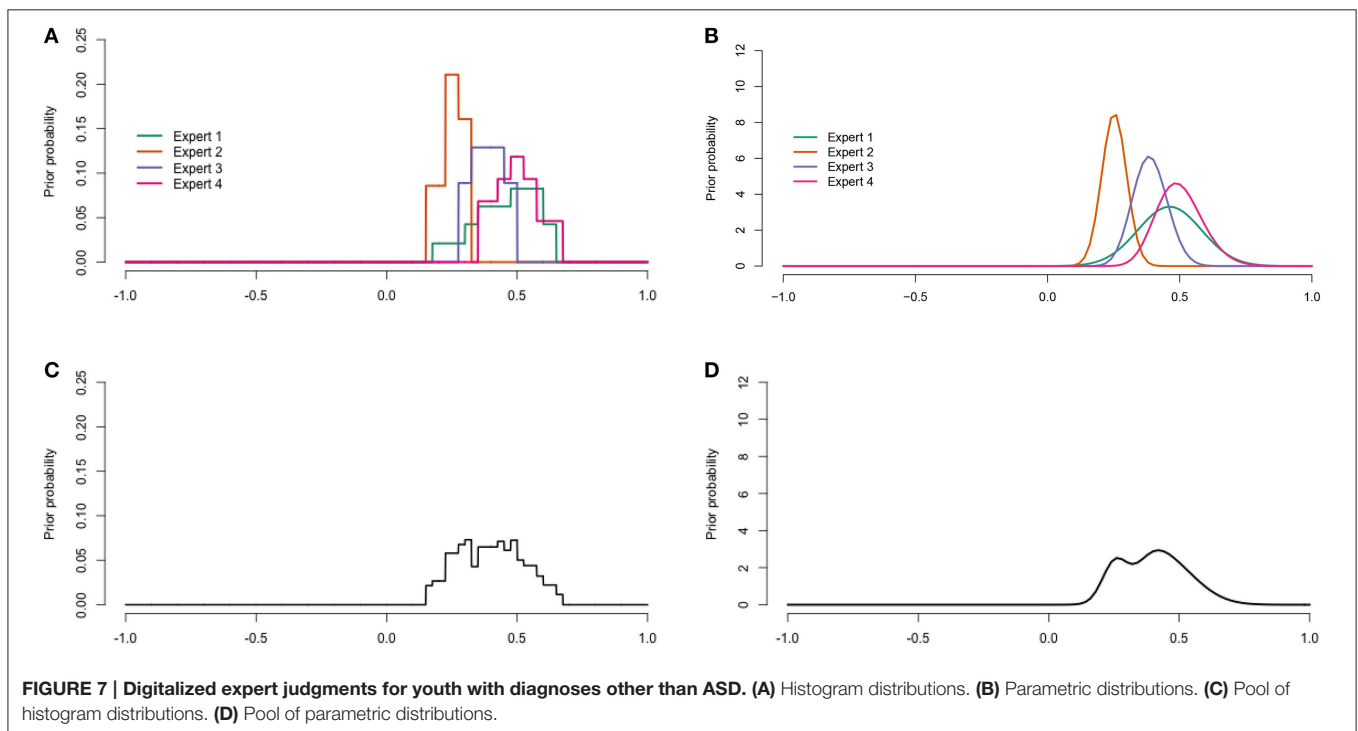 A
Prior probability
0.25
0.20
0.15
0.10
0.05
0.00
Expert 1
Expert 2
Expert 3
Expert 4
-1.0 -0.5 0.0 0.5 1.0
B
Prior probability
12
10
8
6
4
2
0
Expert 1
Expert 2
Expert 3
Expert 4
−1.0 −0.5 0.0 0.5 1.0
C
Prior probability
0.25
0.20
0.15
0.10
0.05
0.00
-1.0 -0.5 0.0 0.5 1.0
D
Prior probability
12
10
8
6
4
2
0
-1.0 -0.5 0.0 0.5 1.0
FIGURE 7 | Digitalized expert judgments for youth with diagnoses other than ASD. (A) Histogram distributions. (B) Parametric distributions. (C) Pool of
histogram distributions. (D) Pool of parametric distributions.